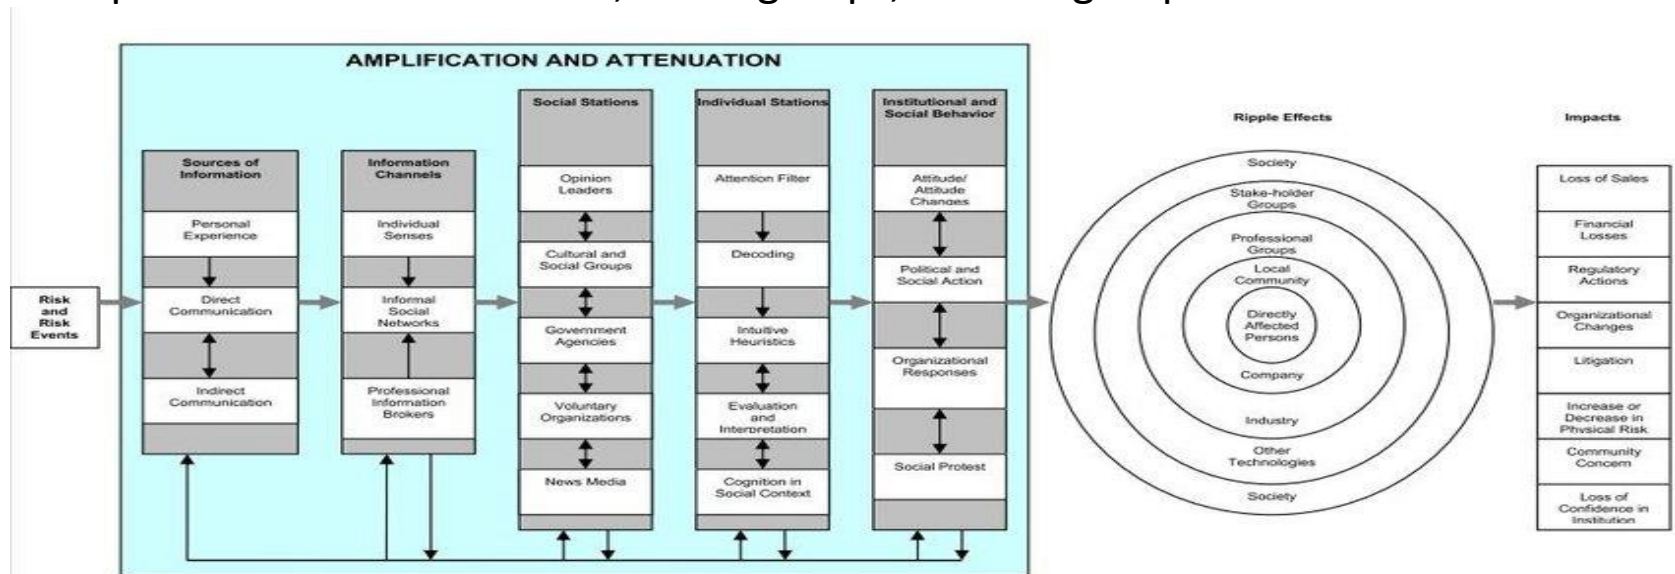 AMPLIFICATION AND ATTENUATION
Risk
and
Risk
Events
Sources of
Information
Personal
Experience
Direct
Communication
Indirect
Communication
Information
Channels
Individual
Senses
Informal
Social
Networks
Professional
Information
Brokers
Social Stations
Opinion
Leaders
Cultural and
Social Groups
Government
Agencies
Voluntary
Organizations
News Media
Individual Stations
Attention Filter
Decoding
Intuitive
Heuristics
Evaluation
and
Interpretation
Cognition in
Social Context
Institutional and
Social Behavior
Attitude/
Attitude
Changes
Political and
Social Action
Organizational
Responses
Social Protest
Ripple Effects
Society
Stake-holder
Groups
Professional
Groups
Local
Community
Directly
Affected
Persons
Company
Industry
Other
Technologies
Society
Impacts
Loss of Sales
Financial
Losses
Regulatory
Actions
Organizational
Changes
Litigation
Increase or
Decrease in
Physical Risk
Community
Concern
Loss of
Confidence in
Institution